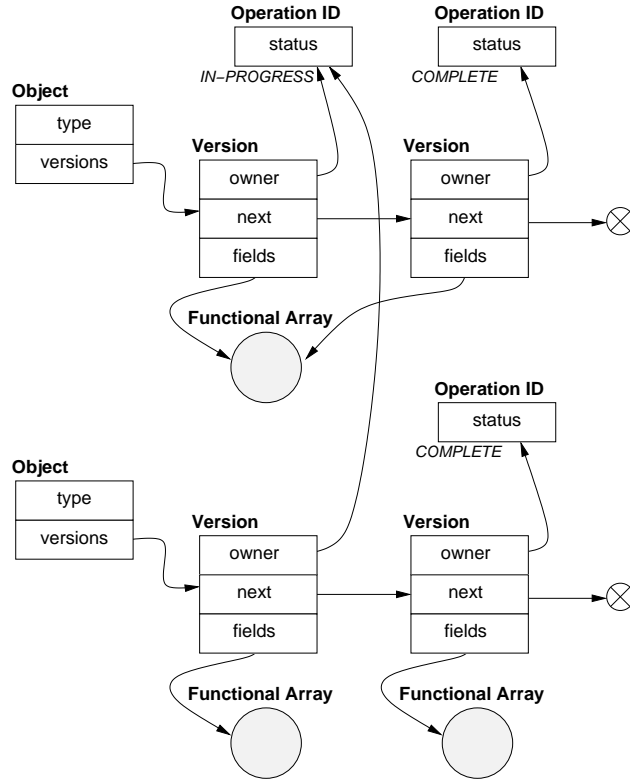 Operation ID
Operation ID
status
status
IN–PROGRESS
COMPLETE
Object
type
versions
Version
Version
owner
owner
next
next
fields
fields
Functional Array
Operation ID
status
COMPLETE
Object
type
versions
Version
Version
owner
owner
next
next
fields
fields
Functional Array
Functional Array